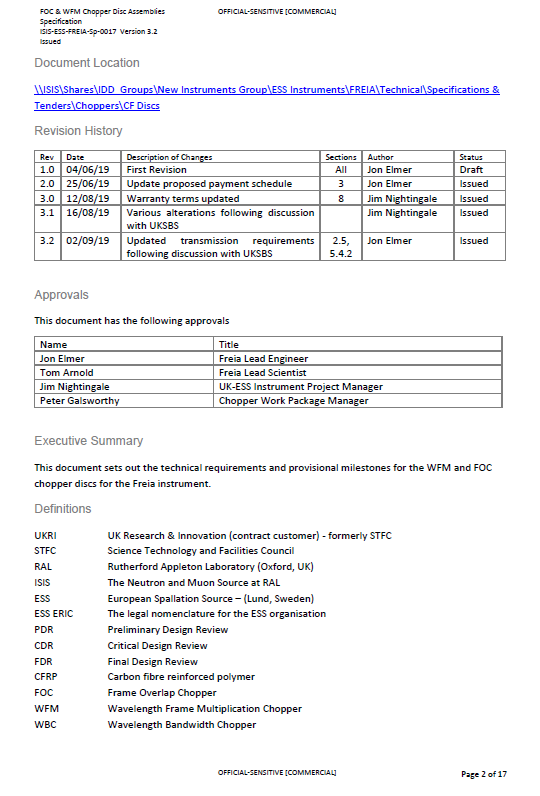 FOC & WFM Chopper Disc Assemblies OFFICIAL-SENSITIVE [COMMERCIAL]
Specification
ISIS-ESS-FREIA-Sp-0017 Version 3.2
Issued
Document Location
\\ISIS\Shares\IDD_Groups\New Instruments Group\ESS Instruments\FREIA\Technical\Specifications &
Tenders\Choppers\CF Discs
Revision History
Rev Date Description of Changes Sections Author Status
1.0 04/06/19 First Revision All Jon Elmer Draft
2.0 25/06/19 Update proposed payment schedule 3 Jon Elmer Issued
3.0 12/08/19 Warranty terms updated 8 Jim Nightingale Issued
3.1 16/08/19 Various alterations following discussion Jim Nightingale Issued
with UKSBS
3.2 02/09/19 Updated transmission requirements 2.5, Jon Elmer Issued
following discussion with UKSBS 5.4.2
Approvals
This document has the following approvals
Name Title
Jon Elmer Freia Lead Engineer
Tom Arnold Freia Lead Scientist
Jim Nightingale UK-ESS Instrument Project Manager
Peter Galsworthy Chopper Work Package Manager
Executive Summary
This document sets out the technical requirements and provisional milestones for the WFM and FOC
chopper discs for the Freia instrument.
Definitions
UKRI UK Research & Innovation (contract customer) - formerly STFC
STFC Science Technology and Facilities Council
RAL Rutherford Appleton Laboratory (Oxford, UK)
ISIS The Neutron and Muon Source at RAL
ESS European Spallation Source – (Lund, Sweden)
ESS ERIC The legal nomenclature for the ESS organisation
PDR Preliminary Design Review
CDR Critical Design Review
FDR Final Design Review
CFRP Carbon fibre reinforced polymer
FOC Frame Overlap Chopper
WFM Wavelength Frame Multiplication Chopper
WBC Wavelength Bandwidth Chopper
OFFICIAL-SENSITIVE [COMMERCIAL] Page 2 of 17